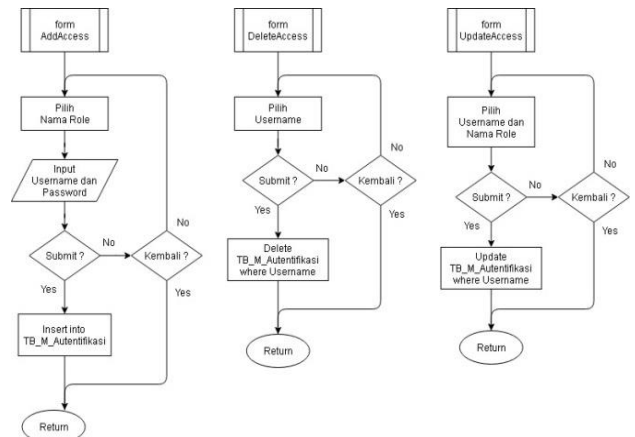 form
AddAccess
Pilih
Nama Role
Input
Username dan
Password
Submit ?
No
Kembali ?
No
Yes
Yes
Insert into
TB_M_Autentifikasi
Return
form
DeleteAccess
Pilih
Username
Submit ?
No
Kembali ?
No
Yes
Yes
Delete
TB_M_Autentifikasi
where Username
Return
form
UpdateAccess
Pilih
Username dan
Nama Role
Submit ?
No
Kembali ?
No
Yes
Yes
Update
TB_M_Autentifikasi
where Username
Return